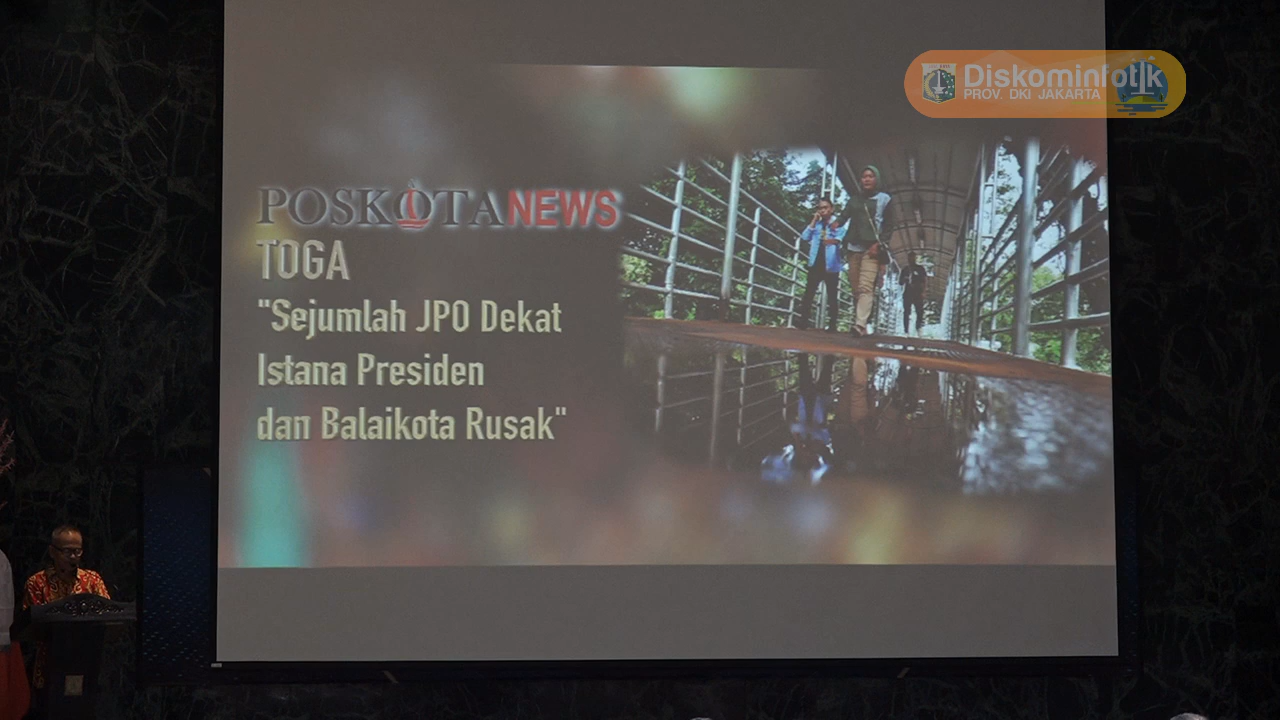 Diskominfotik
PROV. DKI JAKARTA
POSKOTANEWS
TOGA
"Sejumlah JPO Dekat
Istana Presiden
dan Balaikota Rusak"